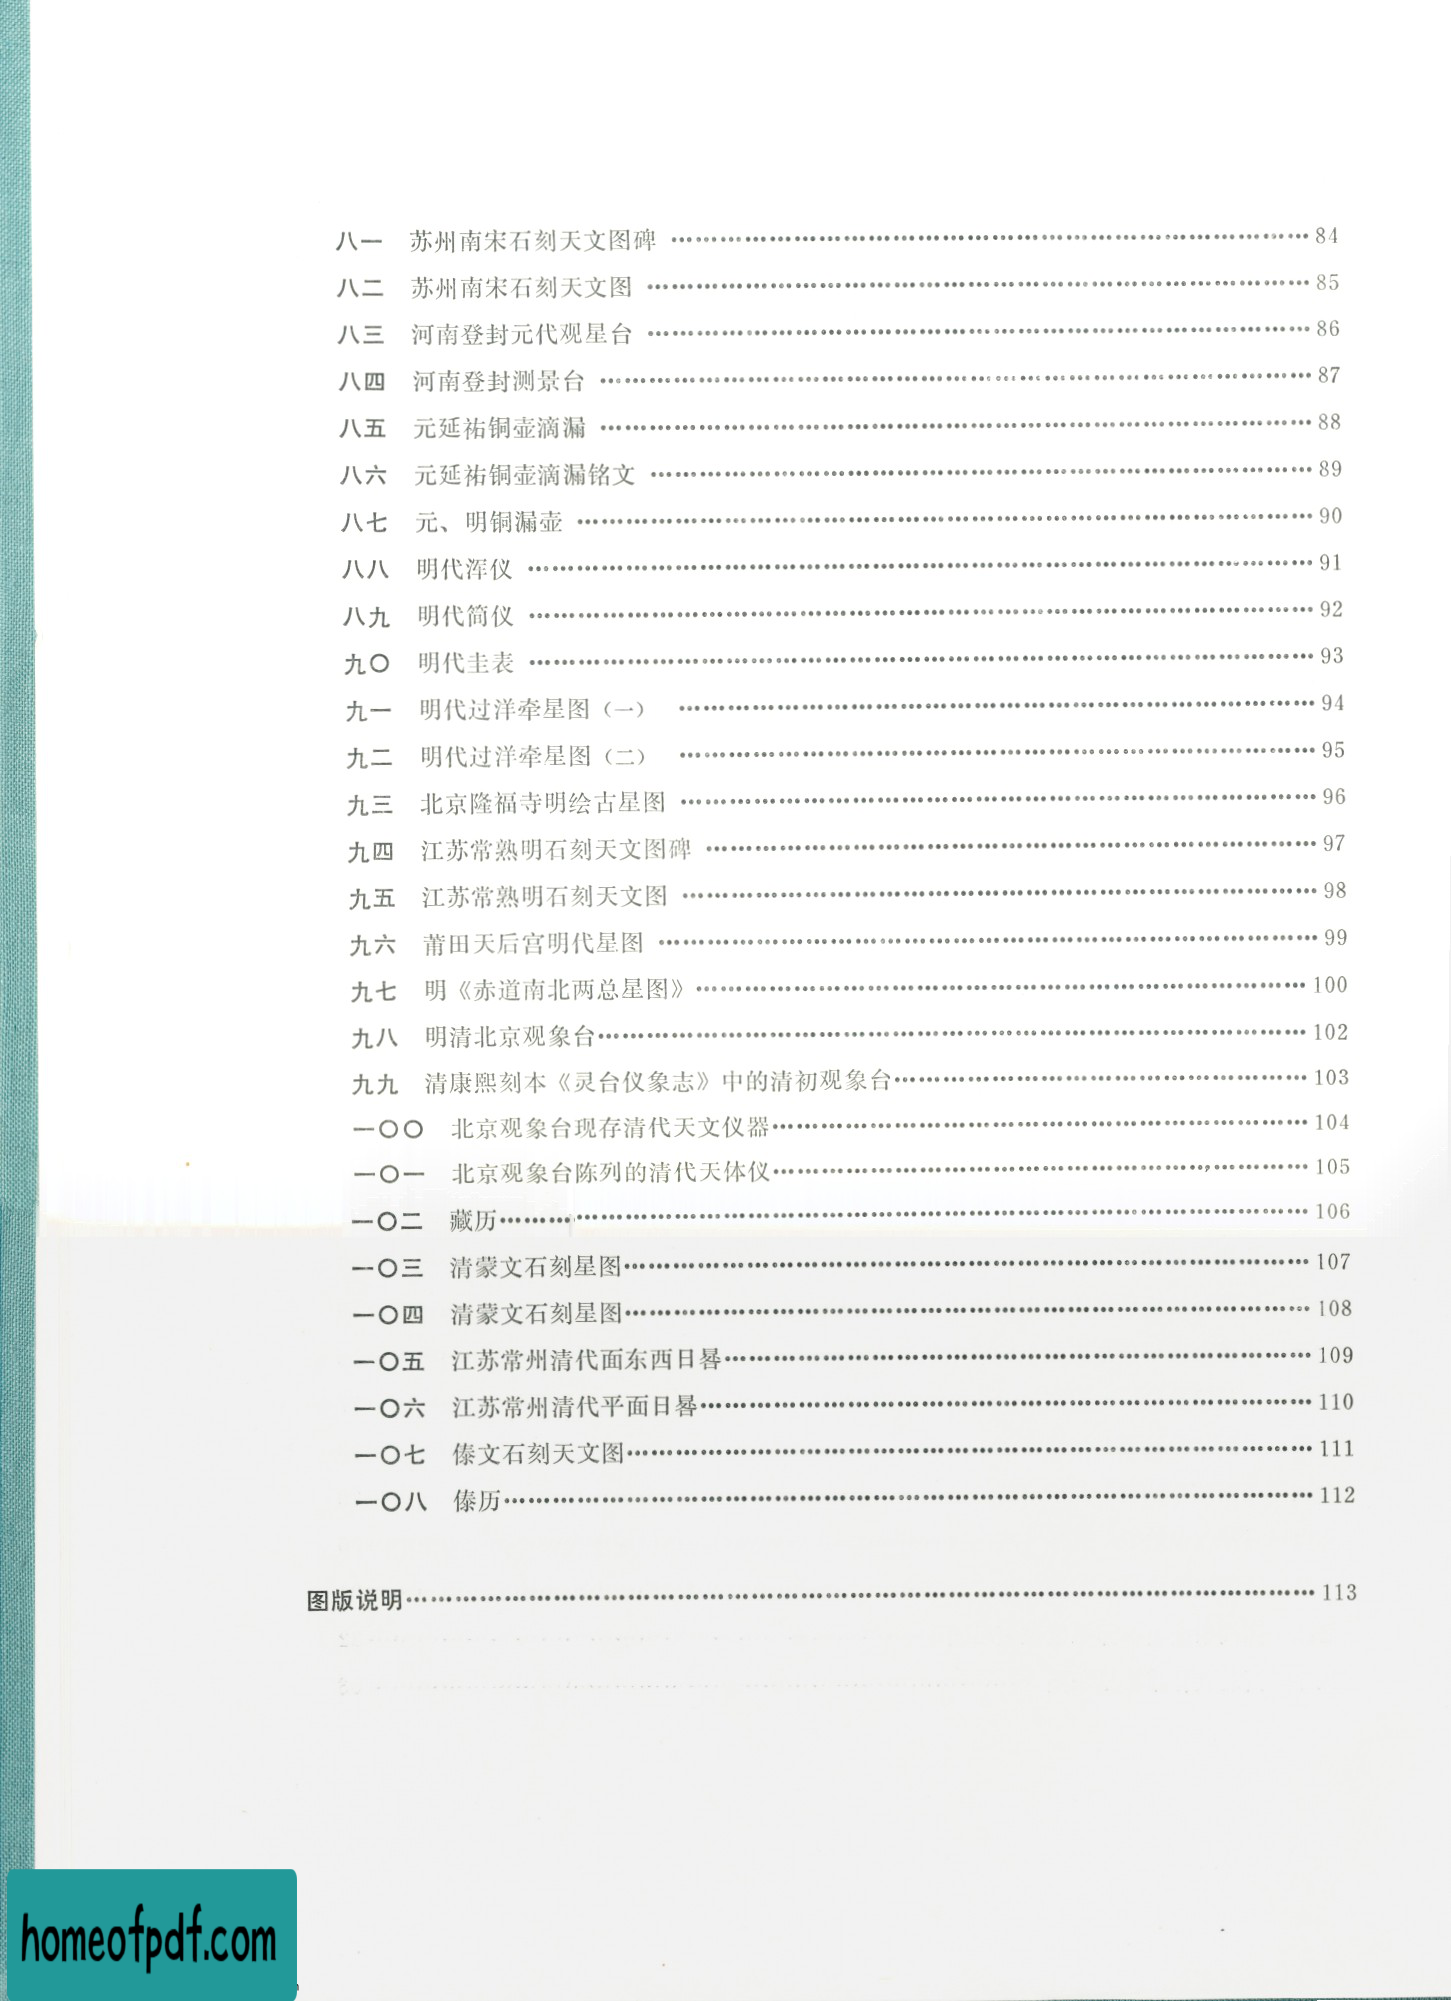 八一 苏州南宋石刻天文图碑 …… 84
八二 苏州南宋石刻天文图 …… 85
八三 河南登封元代观星台 …… 86
八四 河南登封测景台 …… 87
八五 元延祐铜壶滴漏 …… 88
八六 元延祐铜壶滴漏铭文 …… 89
八七 元、明铜漏壶 …… 90
八八 明代浑仪 …… 91
八九 明代简仪 …… 92
九〇 明代圭表 …… 93
九一 明代过洋牵星图（一） …… 94
九二 明代过洋牵星图（二） …… 95
九三 北京隆福寺明绘古星图 …… 96
九四 江苏常熟明石刻天文图碑 …… 97
九五 江苏常熟明石刻天文图 …… 98
九六 莆田天后宫明代星图 …… 99
九七 明《赤道南北两总星图》 …… 100
九八 明清北京观象台 …… 102
九九 清康熙刻本《灵台仪象志》中的清初观象台 …… 103
一〇〇 北京观象台现存清代天文仪器 …… 104
一〇一 北京观象台陈列的清代天体仪 …… 105
一〇二 藏历 …… 106
一〇三 清蒙文石刻星图 …… 107
一〇四 清蒙文石刻星图 …… 108
一〇五 江苏常州清代面东西日晷 …… 109
一〇六 江苏常州清代平面日晷 …… 110
一〇七 傣文石刻天文图 …… 111
一〇八 傣历 …… 112
图版说明 …… 113
homeofpdf.com